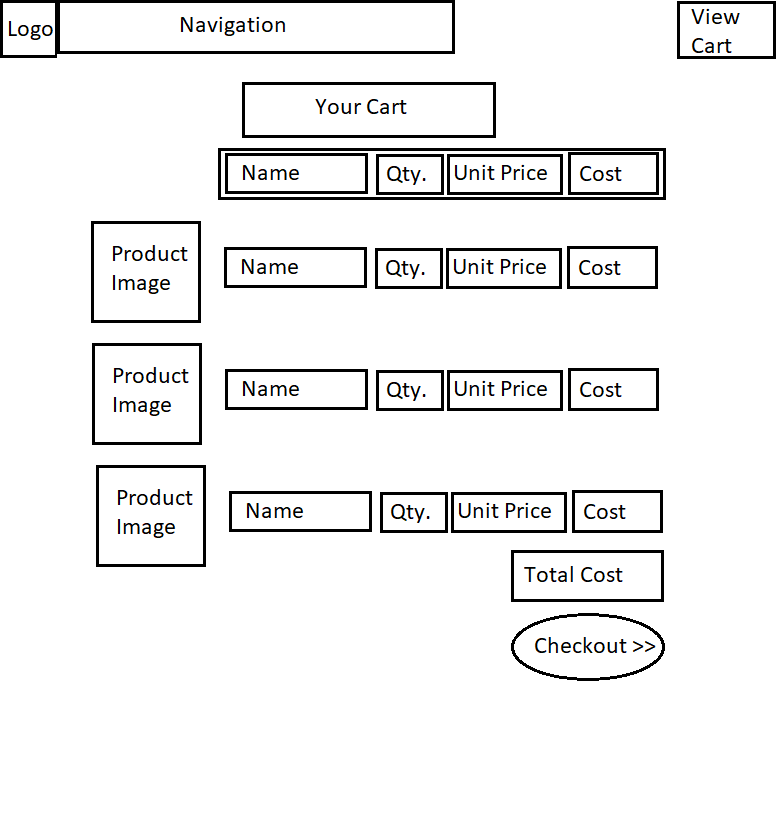 Logo
Navigation
View
Cart
Your Cart
Name Qty. Unit Price Cost
Product
Image
Name Qty. Unit Price Cost
Product
Image
Name Qty. Unit Price Cost
Product
Image
Name Qty. Unit Price Cost
Total Cost
Checkout >>